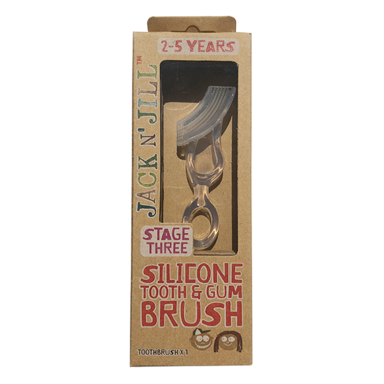 2-5 YEARS
JACK N' JILL™
STAGE
THREE
SILICONE
TOOTH & GUM
BRUSH
TOOTHBRUSH X 1